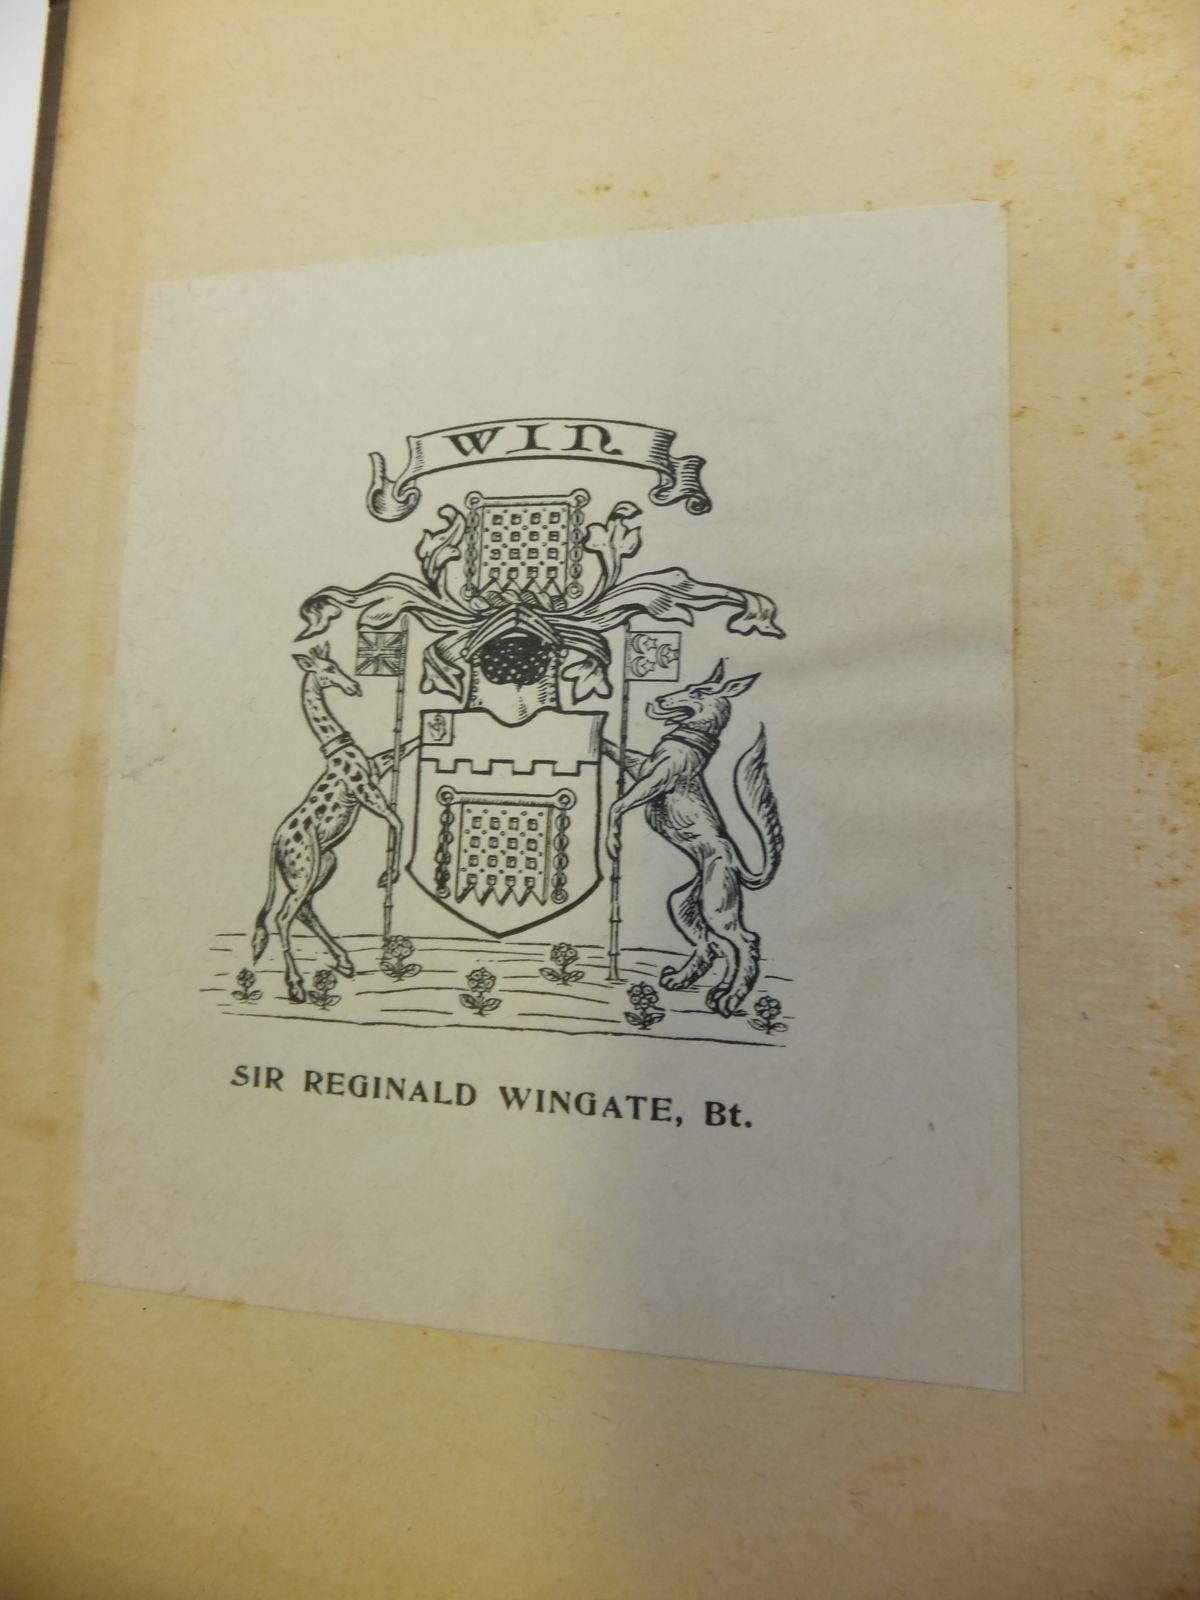 WIN
SIR REGINALD WINGATE, Bt.